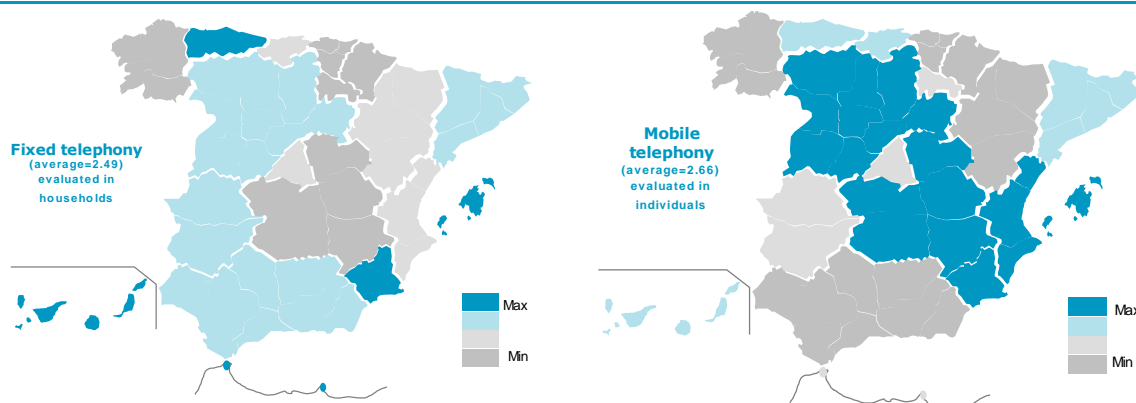 Fixed telephony
(average=2.49)
evaluated in
households
Max
Min
Mobile
telephony
(average=2.66)
evaluated in
individuals
Max
Min